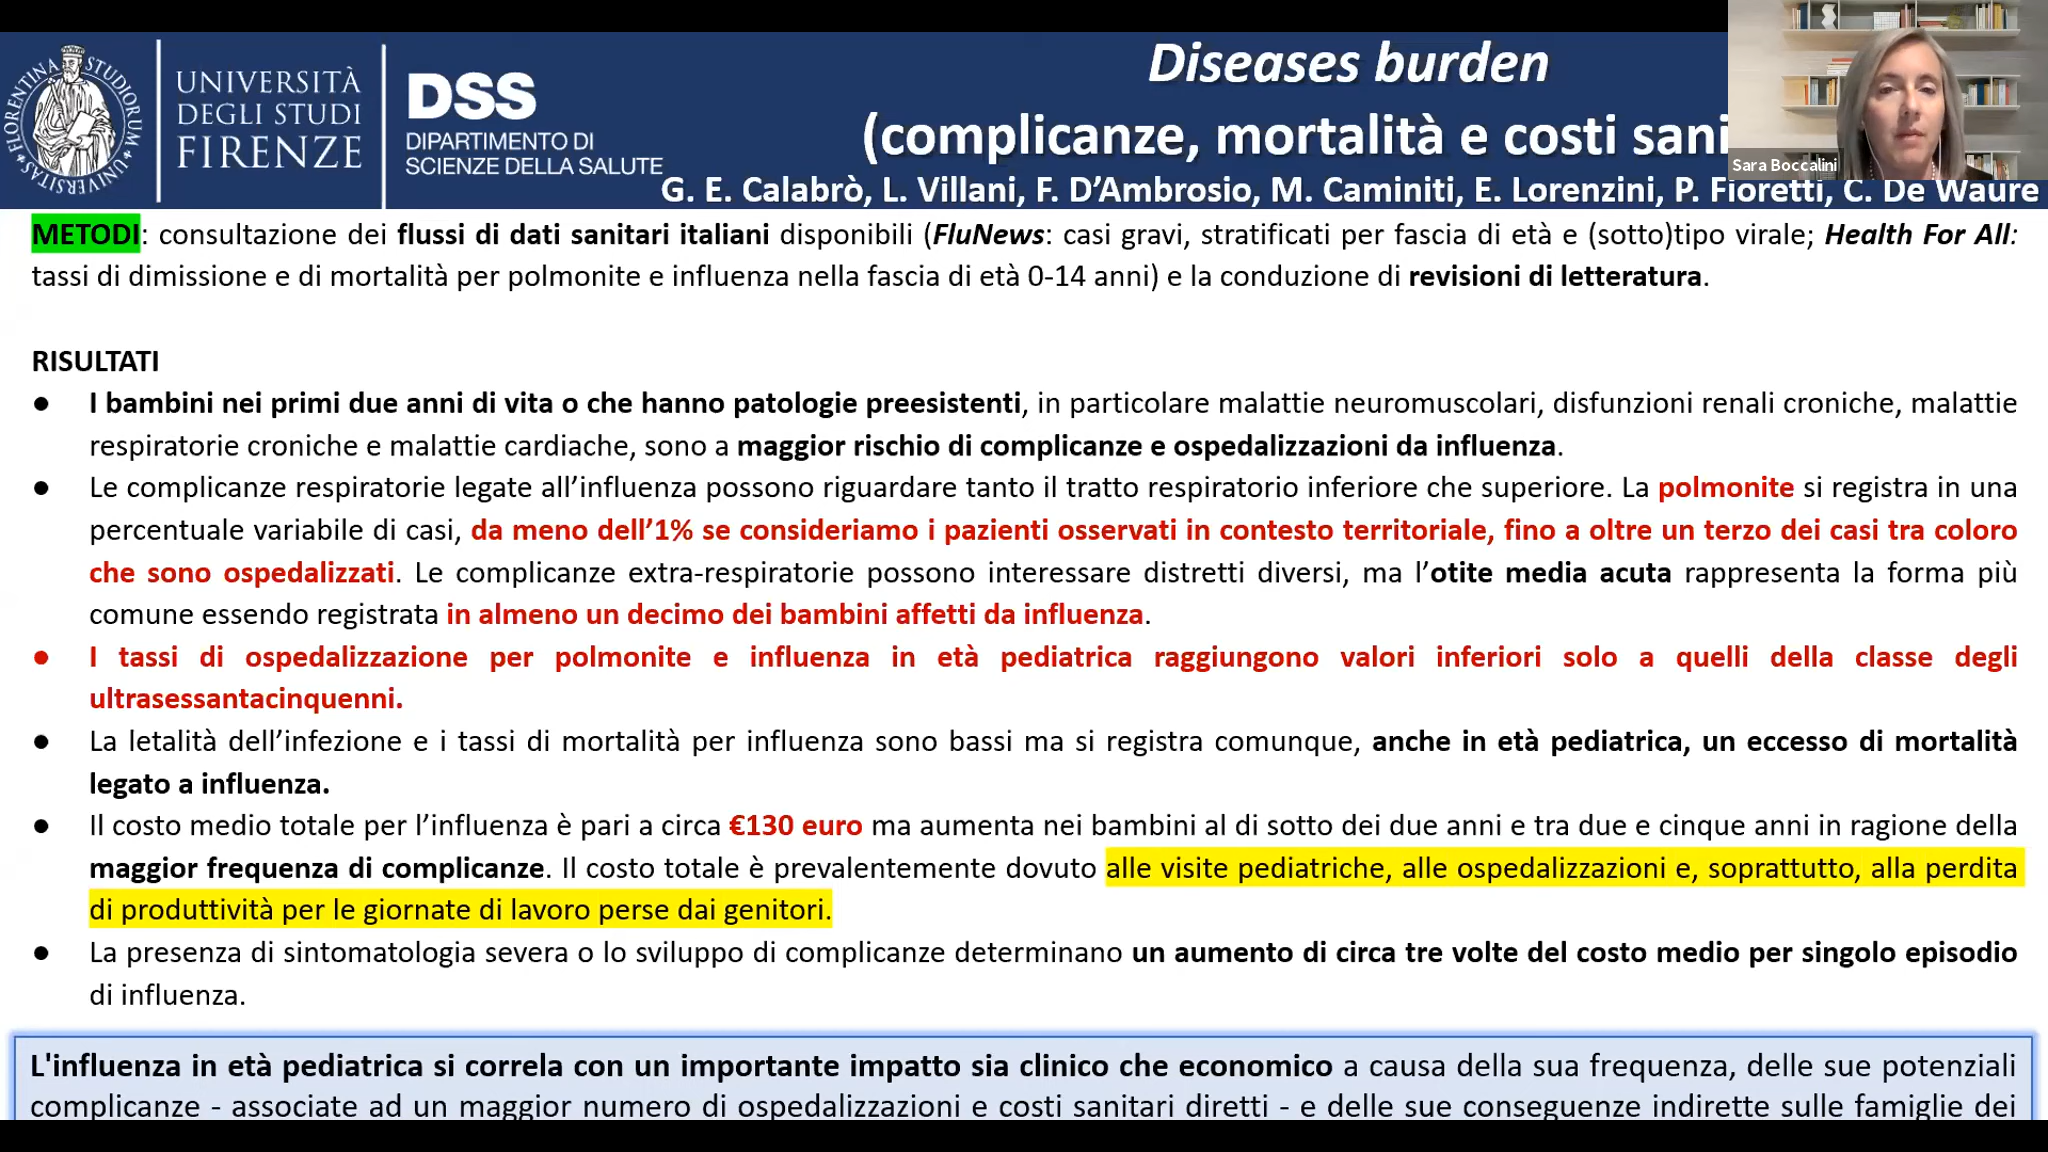 Diseases burden
(complicanze, mortalità e costi sani
G. E. Calabrò, L. Villani, F. D’Ambrosio, M. Caminiti, E. Lorenzini, P. Fioretti, C. De Waure
FLORENTINA STUDIORUM UNIVERSITAS
UNIVERSITÀ
DEGLI STUDI
FIRENZE
DSS
DIPARTIMENTO DI
SCIENZE DELLA SALUTE
Sara Boccalini
METODI: consultazione dei flussi di dati sanitari italiani disponibili (FluNews: casi gravi, stratificati per fascia di età e (sotto)tipo virale; Health For All:
tassi di dimissione e di mortalità per polmonite e influenza nella fascia di età 0-14 anni) e la conduzione di revisioni di letteratura.
RISULTATI
● I bambini nei primi due anni di vita o che hanno patologie preesistenti, in particolare malattie neuromuscolari, disfunzioni renali croniche, malattie
respiratorie croniche e malattie cardiache, sono a maggior rischio di complicanze e ospedalizzazioni da influenza.
● Le complicanze respiratorie legate all’influenza possono riguardare tanto il tratto respiratorio inferiore che superiore. La polmonite si registra in una
percentuale variabile di casi, da meno dell’1% se consideriamo i pazienti osservati in contesto territoriale, fino a oltre un terzo dei casi tra coloro
che sono ospedalizzati. Le complicanze extra-respiratorie possono interessare distretti diversi, ma l’otite media acuta rappresenta la forma più
comune essendo registrata in almeno un decimo dei bambini affetti da influenza.
● I tassi di ospedalizzazione per polmonite e influenza in età pediatrica raggiungono valori inferiori solo a quelli della classe degli
ultrasessantacinquenni.
● La letalità dell’infezione e i tassi di mortalità per influenza sono bassi ma si registra comunque, anche in età pediatrica, un eccesso di mortalità
legato a influenza.
● Il costo medio totale per l’influenza è pari a circa €130 euro ma aumenta nei bambini al di sotto dei due anni e tra due e cinque anni in ragione della
maggior frequenza di complicanze. Il costo totale è prevalentemente dovuto alle visite pediatriche, alle ospedalizzazioni e, soprattutto, alla perdita
di produttività per le giornate di lavoro perse dai genitori.
● La presenza di sintomatologia severa o lo sviluppo di complicanze determinano un aumento di circa tre volte del costo medio per singolo episodio
di influenza.
L'influenza in età pediatrica si correla con un importante impatto sia clinico che economico a causa della sua frequenza, delle sue potenziali
complicanze - associate ad un maggior numero di ospedalizzazioni e costi sanitari diretti - e delle sue conseguenze indirette sulle famiglie dei